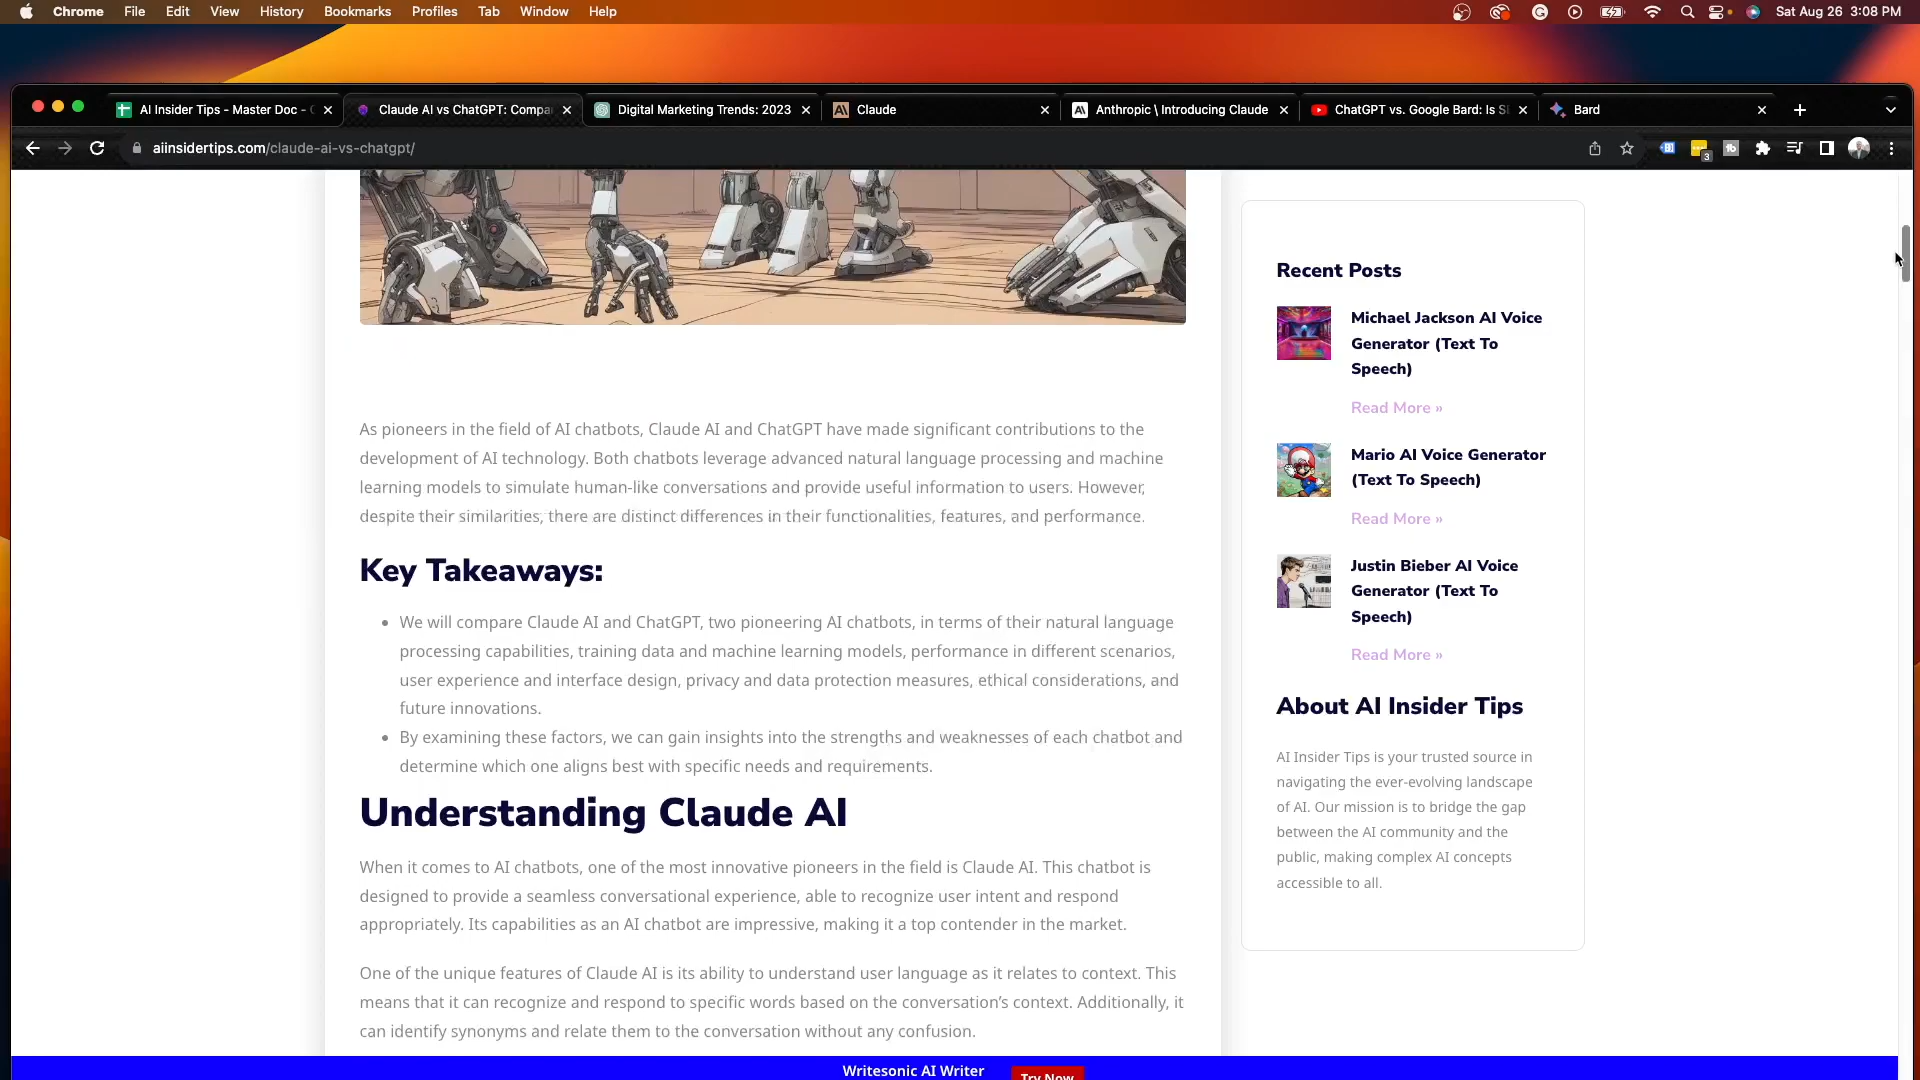 Chrome File Edit View History Bookmarks Profiles Tab Window Help Sat Aug 26 3:08 PM
AI Insider Tips - Master Doc - Claude AI vs ChatGPT: Compa Digital Marketing Trends: 2023 Claude Anthropic \ Introducing Claude ChatGPT vs. Google Bard: Is Bard
aiinsidertips.com/claude-ai-vs-chatgpt/
3
As pioneers in the field of AI chatbots, Claude AI and ChatGPT have made significant contributions to the
development of AI technology. Both chatbots leverage advanced natural language processing and machine
learning models to simulate human-like conversations and provide useful information to users. However,
despite their similarities, there are distinct differences in their functionalities, features, and performance.
Key Takeaways:
We will compare Claude AI and ChatGPT, two pioneering AI chatbots, in terms of their natural language
processing capabilities, training data and machine learning models, performance in different scenarios,
user experience and interface design, privacy and data protection measures, ethical considerations, and
future innovations.
By examining these factors, we can gain insights into the strengths and weaknesses of each chatbot and
determine which one aligns best with specific needs and requirements.
Understanding Claude AI
When it comes to AI chatbots, one of the most innovative pioneers in the field is Claude AI. This chatbot is
designed to provide a seamless conversational experience, able to recognize user intent and respond
appropriately. Its capabilities as an AI chatbot are impressive, making it a top contender in the market.
One of the unique features of Claude AI is its ability to understand user language as it relates to context. This
means that it can recognize and respond to specific words based on the conversation’s context. Additionally, it
can identify synonyms and relate them to the conversation without any confusion.
Recent Posts
Michael Jackson AI Voice
Generator (Text To
Speech)
Read More »
Mario AI Voice Generator
(Text To Speech)
Read More »
Justin Bieber AI Voice
Generator (Text To
Speech)
Read More »
About AI Insider Tips
AI Insider Tips is your trusted source in
navigating the ever-evolving landscape
of AI. Our mission is to bridge the gap
between the AI community and the
public, making complex AI concepts
accessible to all.
Writesonic AI Writer Try Now